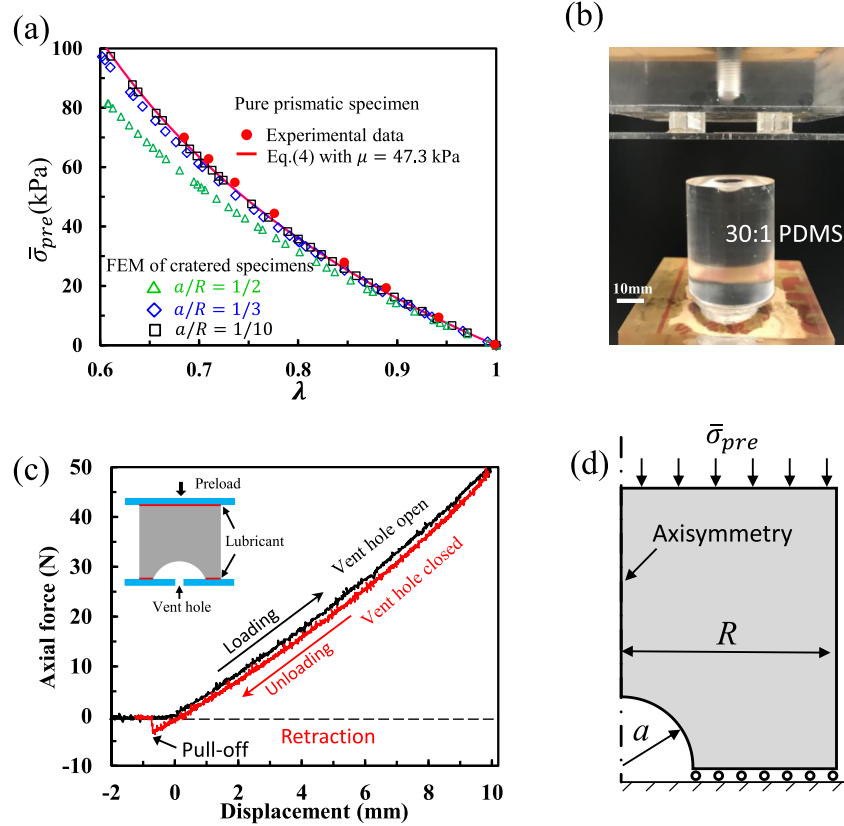 (a)
100
80
60
40
20
0
σ̄pre(kPa)
0.6
0.7
0.8
0.9
1
λ
Pure prismatic specimen
Experimental data
Eq.(4) with μ = 47.3 kPa
FEM of cratered specimens
a/R = 1/2
a/R = 1/3
a/R = 1/10
(b)
30:1 PDMS
10mm
(c)
50
40
30
20
10
0
-10
Axial force (N)
-2
0
2
4
6
8
10
Displacement (mm)
Preload
Lubricant
Vent hole
Vent hole open
Loading
Vent hole closed
Unloading
Retraction
Pull-off
(d)
σ̄pre
Axisymmetry
R
a